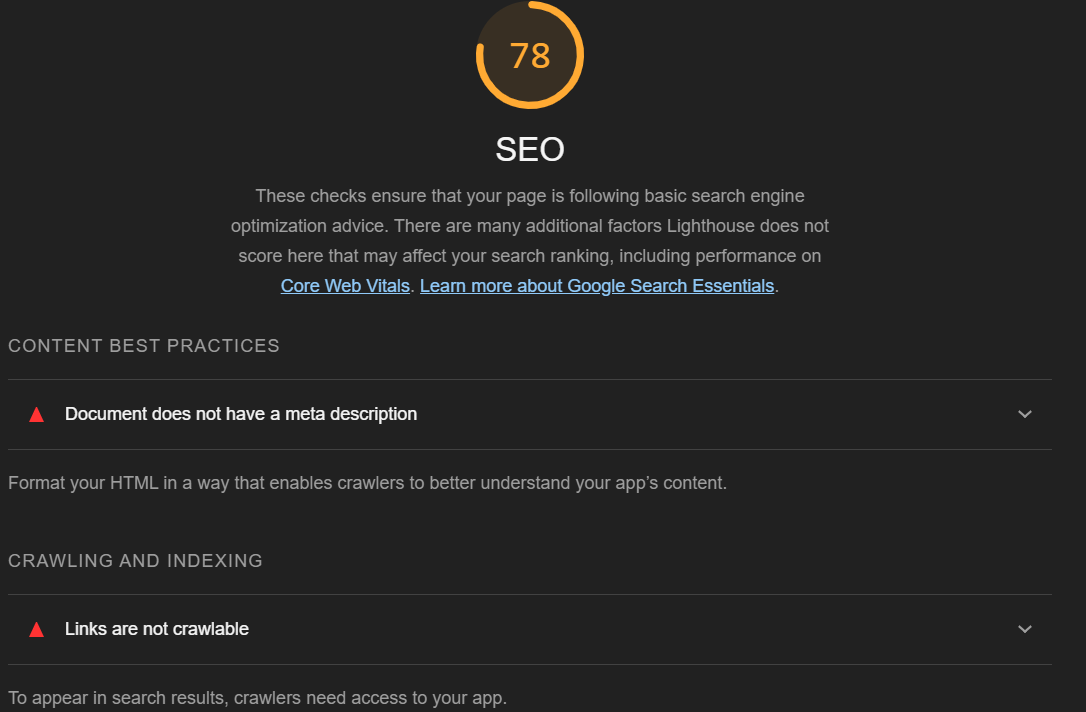 78
SEO
These checks ensure that your page is following basic search engine
optimization advice. There are many additional factors Lighthouse does not
score here that may affect your search ranking, including performance on
Core Web Vitals. Learn more about Google Search Essentials.
CONTENT BEST PRACTICES
Document does not have a meta description
Format your HTML in a way that enables crawlers to better understand your app’s content.
CRAWLING AND INDEXING
Links are not crawlable
To appear in search results, crawlers need access to your app.